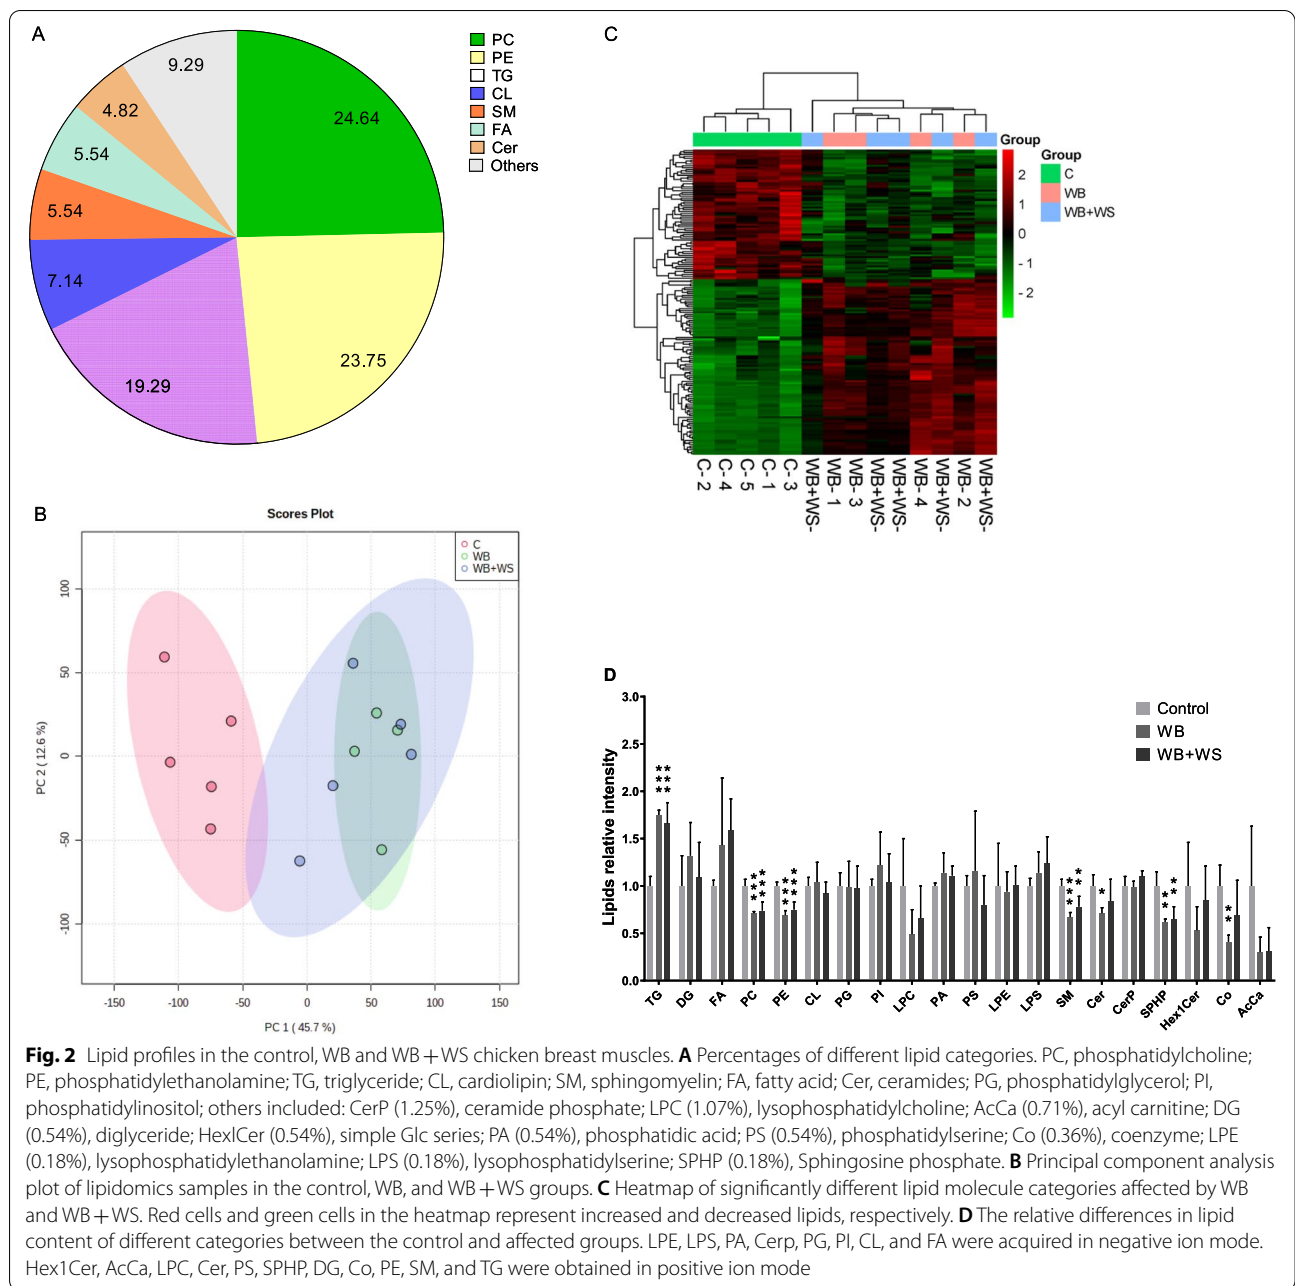 A
24.64
23.75
19.29
7.14
5.54
5.54
4.82
9.29
PC
PE
TG
CL
SM
FA
Cer
Others
B
Scores Plot
C
WB
WB+WS
PC 2 ( 12.6 %)
100
50
0
-50
-100
-150
-100
-50
0
50
100
150
PC 1 ( 45.7 %)
C
Group
2
1
0
- 1
- 2
Group
C
WB
WB+WS
C- 2
C- 4
C- 5
C- 1
C- 3
WB+WS-
WB- 1
WB- 3
WB+WS-
WB+WS-
WB- 4
WB+WS-
WB- 2
WB+WS-
D
Lipids relative intensity
3.0
2.5
2.0
1.5
1.0
0.5
0.0
Control
WB
WB+WS
***
***
***
***
***
***
***
**
*
**
**
**
TG
DG
FA
PC
PE
CL
PG
PI
LPC
PA
PS
LPE
LPS
SM
Cer
CerP
SPHP
Hex1Cer
Co
AcCa
Fig. 2 Lipid profiles in the control, WB and WB + WS chicken breast muscles. A Percentages of different lipid categories. PC, phosphatidylcholine;
PE, phosphatidylethanolamine; TG, triglyceride; CL, cardiolipin; SM, sphingomyelin; FA, fatty acid; Cer, ceramides; PG, phosphatidylglycerol; PI,
phosphatidylinositol; others included: CerP (1.25%), ceramide phosphate; LPC (1.07%), lysophosphatidylcholine; AcCa (0.71%), acyl carnitine; DG
(0.54%), diglyceride; HexlCer (0.54%), simple Glc series; PA (0.54%), phosphatidic acid; PS (0.54%), phosphatidylserine; Co (0.36%), coenzyme; LPE
(0.18%), lysophosphatidylethanolamine; LPS (0.18%), lysophosphatidylserine; SPHP (0.18%), Sphingosine phosphate. B Principal component analysis
plot of lipidomics samples in the control, WB, and WB + WS groups. C Heatmap of significantly different lipid molecule categories affected by WB
and WB + WS. Red cells and green cells in the heatmap represent increased and decreased lipids, respectively. D The relative differences in lipid
content of different categories between the control and affected groups. LPE, LPS, PA, Cerp, PG, PI, CL, and FA were acquired in negative ion mode.
Hex1Cer, AcCa, LPC, Cer, PS, SPHP, DG, Co, PE, SM, and TG were obtained in positive ion mode